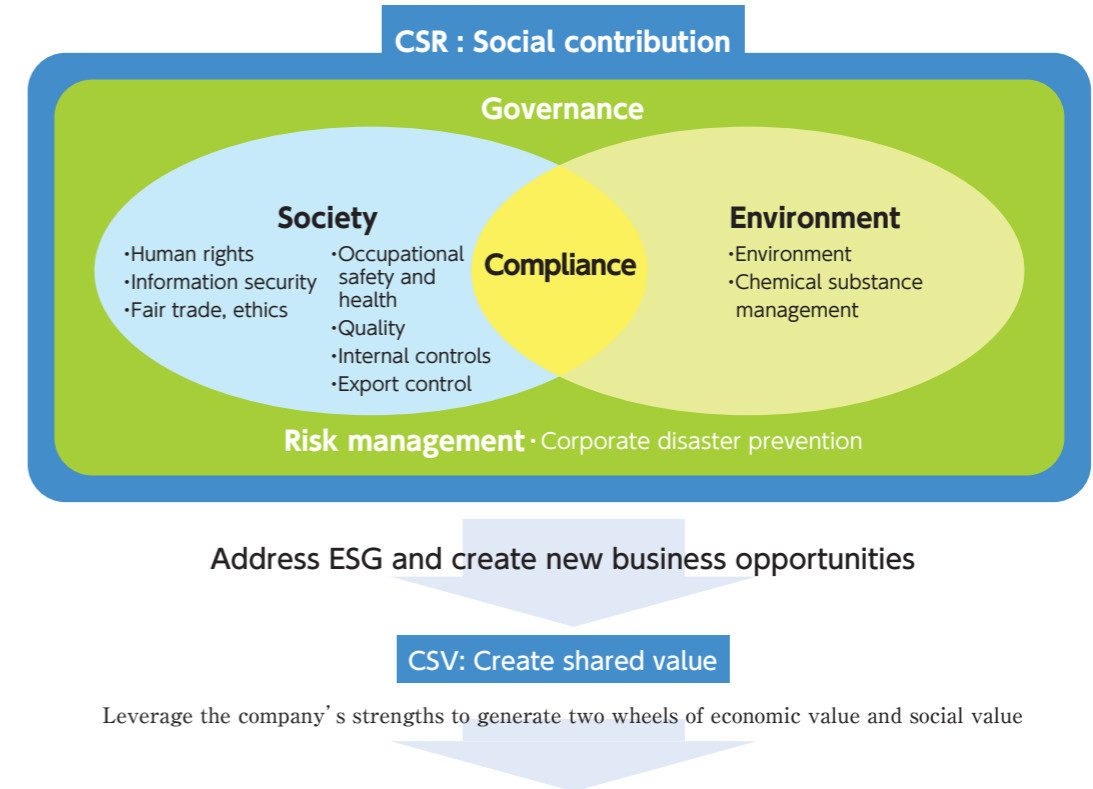 CSR : Social contribution
Governance
Society
・Human rights
・Information security
・Fair trade, ethics
・Occupational
safety and
health
・Quality
・Internal controls
・Export control
Compliance
Environment
・Environment
・Chemical substance
management
Risk management ・Corporate disaster prevention
Address ESG and create new business opportunities
CSV: Create shared value
Leverage the company’s strengths to generate two wheels of economic value and social value